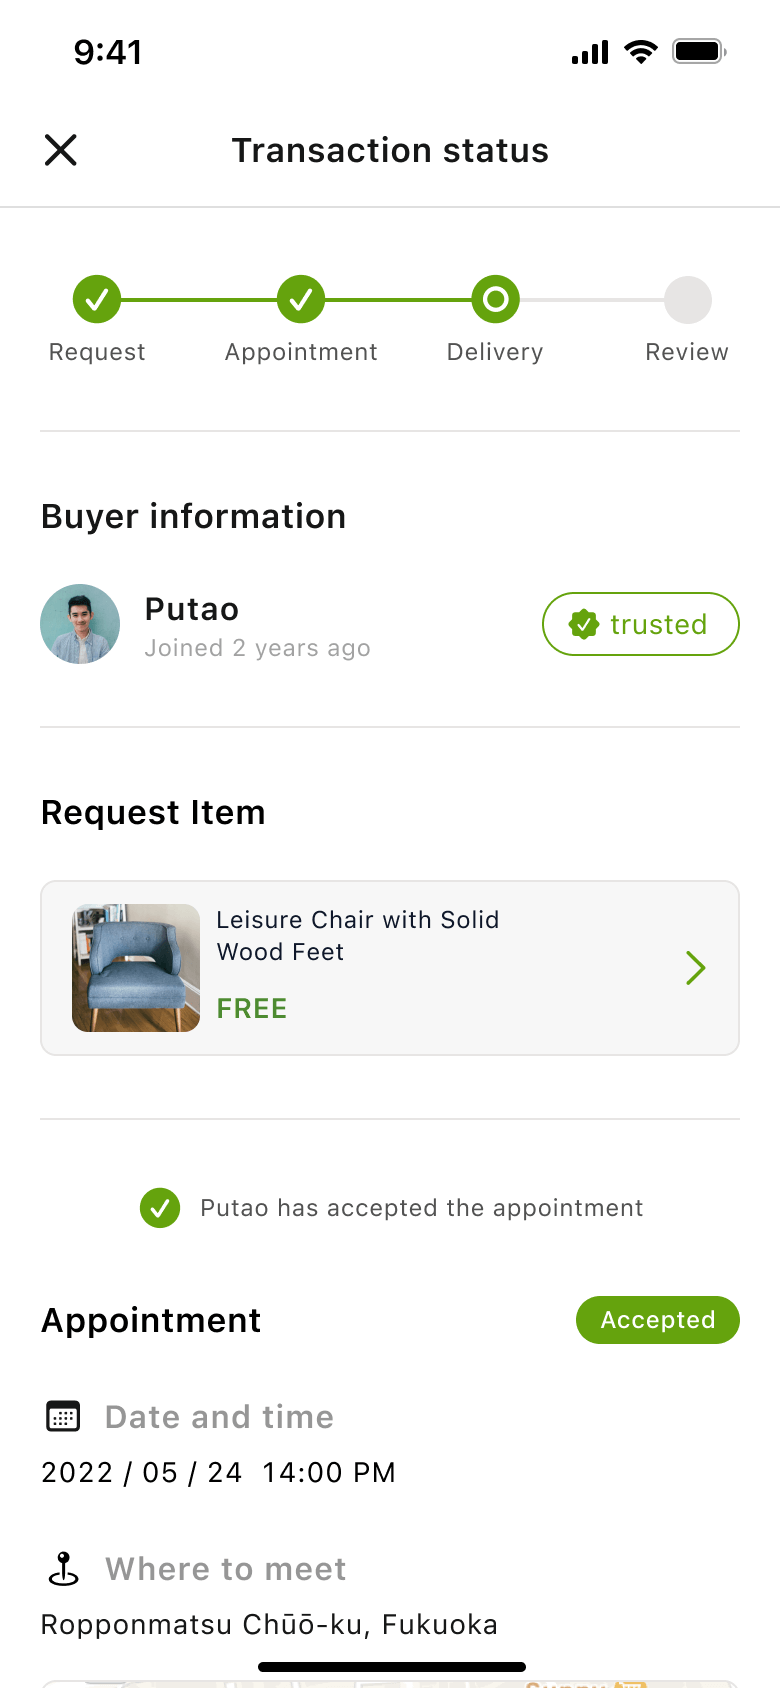 9:41
Transaction status
Request
Appointment
Delivery
Review
Buyer information
Putao
Joined 2 years ago
trusted
Request Item
Leisure Chair with Solid
Wood Feet
FREE
Putao has accepted the appointment
Appointment
Accepted
Date and time
2022 / 05 / 24 14:00 PM
Where to meet
Ropponmatsu Chūō-ku, Fukuoka